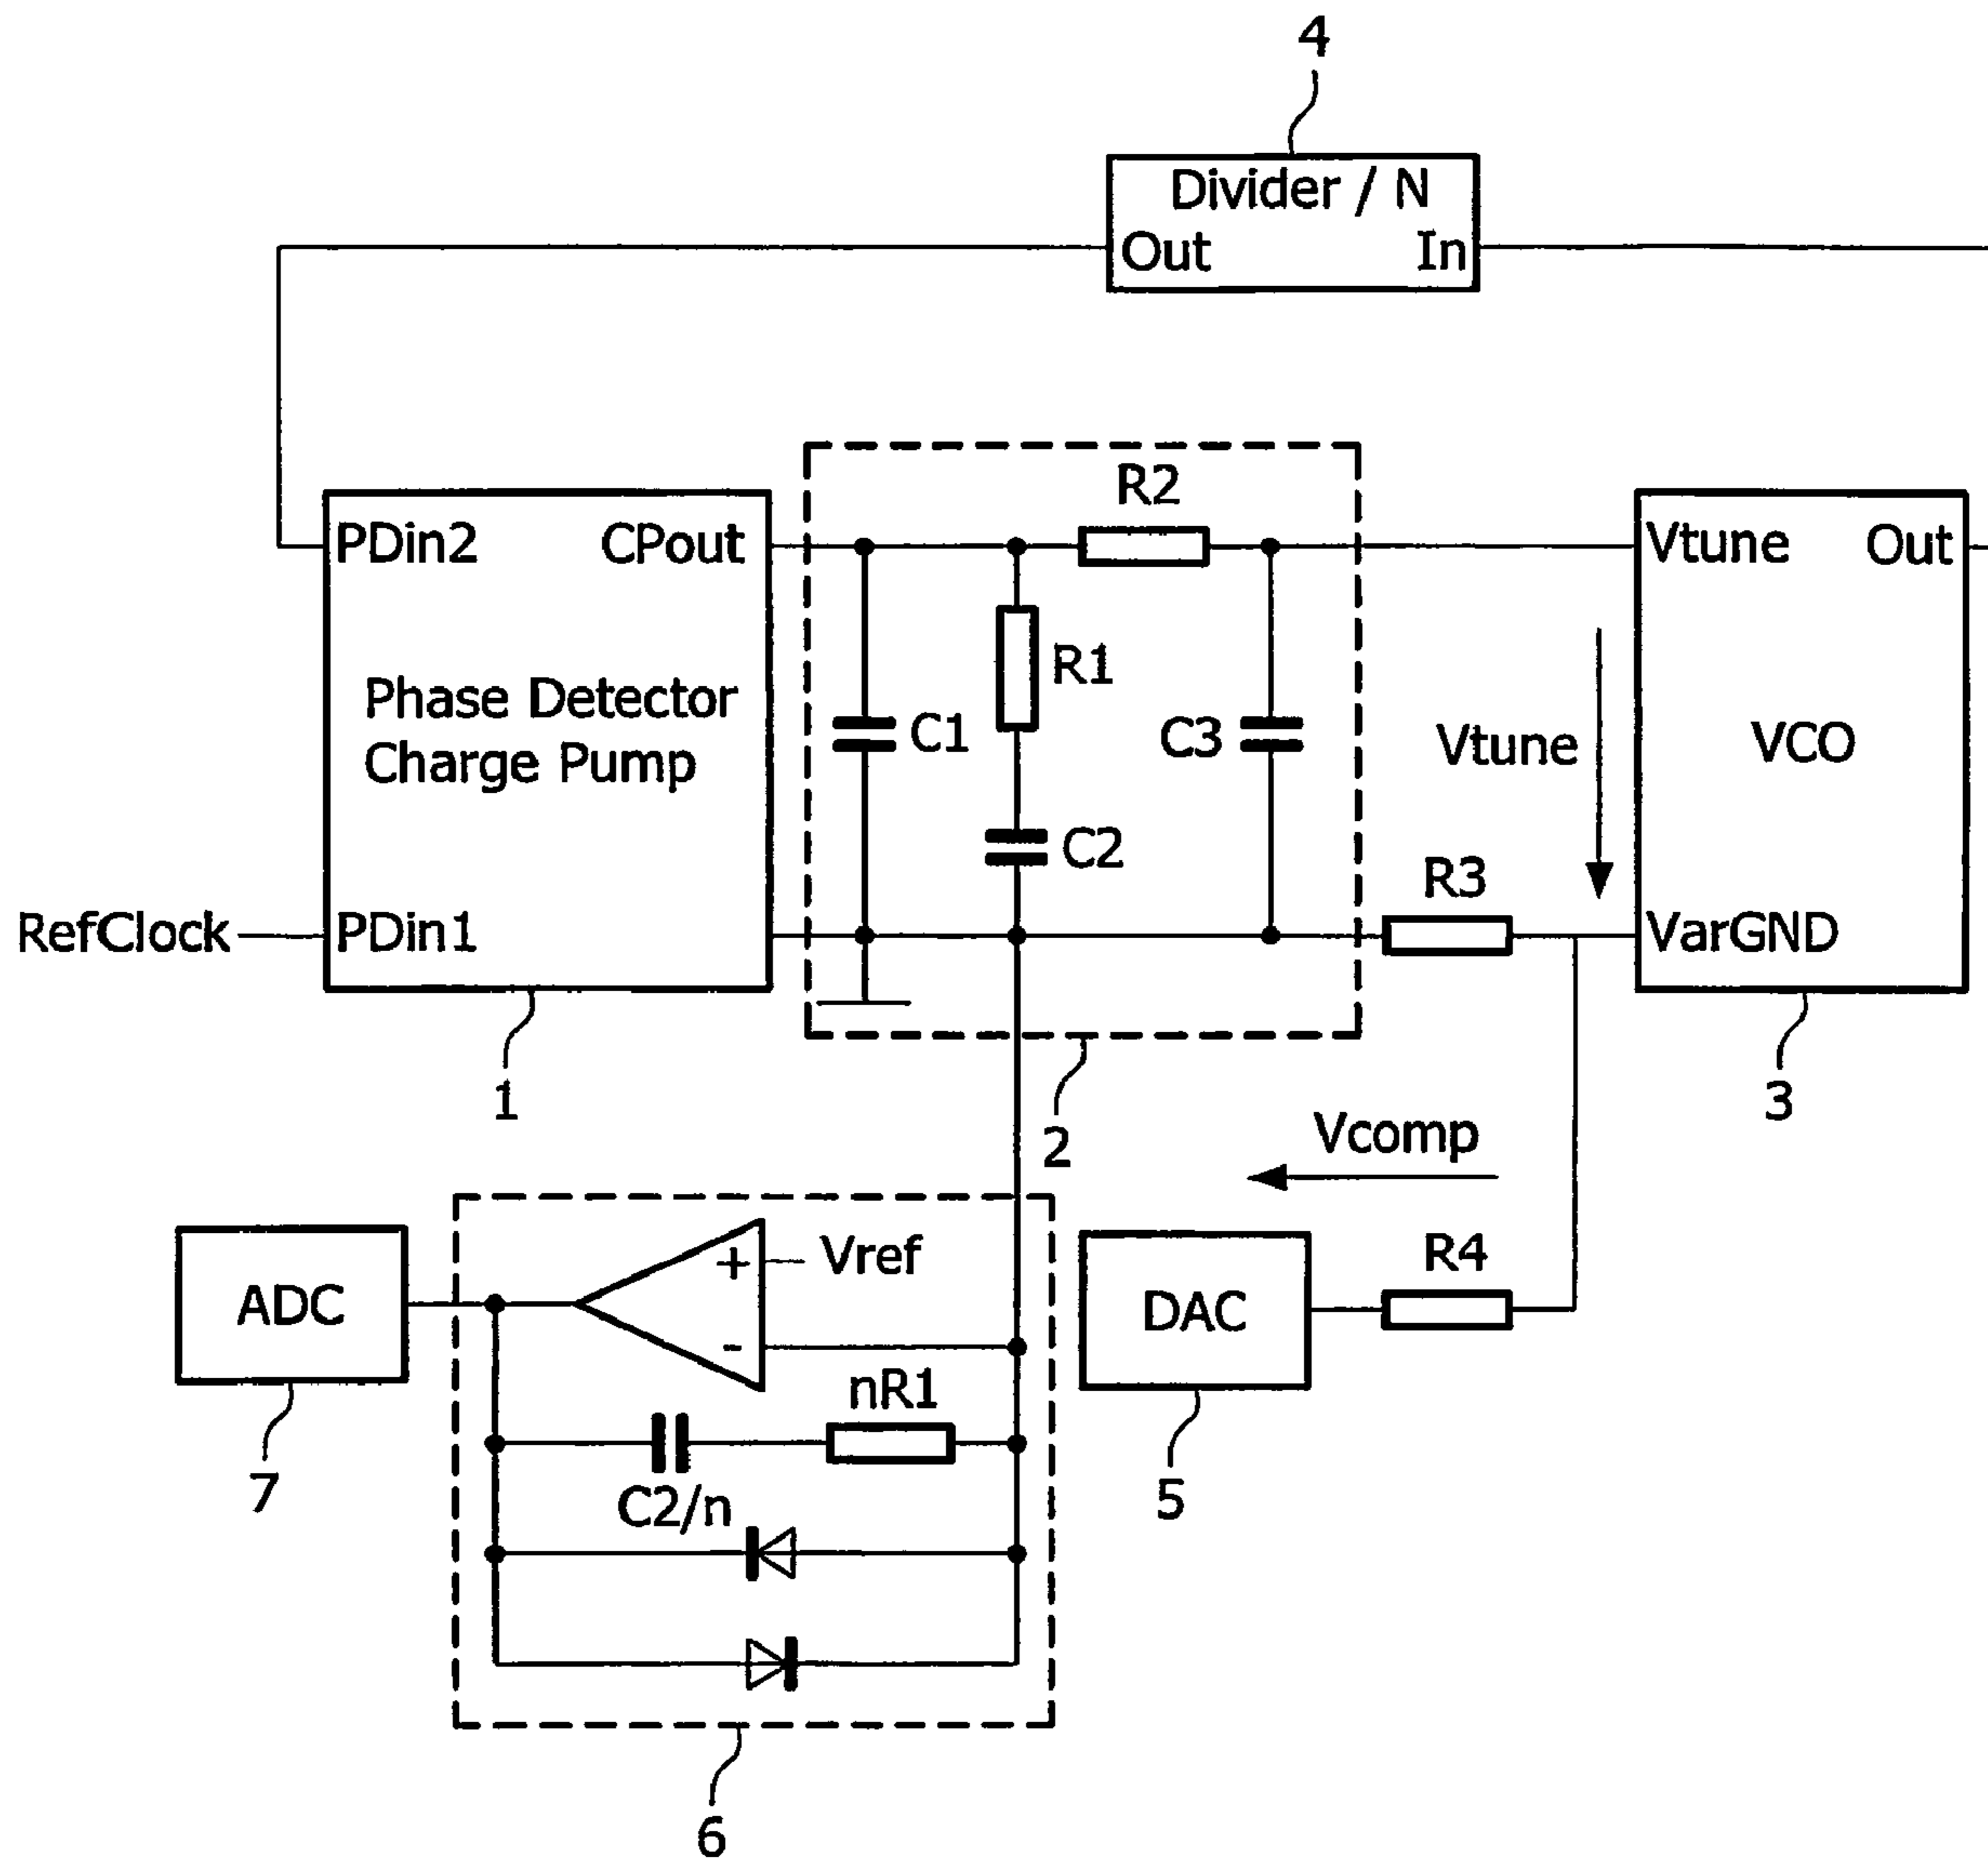 4
Divider / N
Out In
R2
PDin2 CPout
Vtune Out
R1
Phase Detector
Charge Pump
C1
C3
Vtune
VCO
C2
R3
RefClock
PDin1
VarGND
1
2
3
Vcomp
ADC
+
Vref
-
DAC
R4
nR1
C2/n
7
5
6